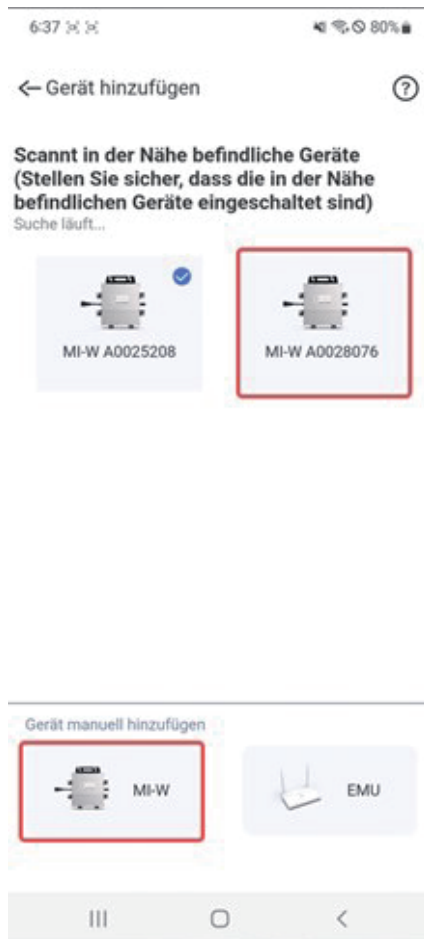 6:37
80%
Gerät hinzufügen
?
Scannt in der Nähe befindliche Geräte
(Stellen Sie sicher, dass die in der Nähe
befindlichen Geräte eingeschaltet sind)
Suche läuft...
MI-W A0025208
MI-W A0028076
Gerät manuell hinzufügen
MI-W
EMU